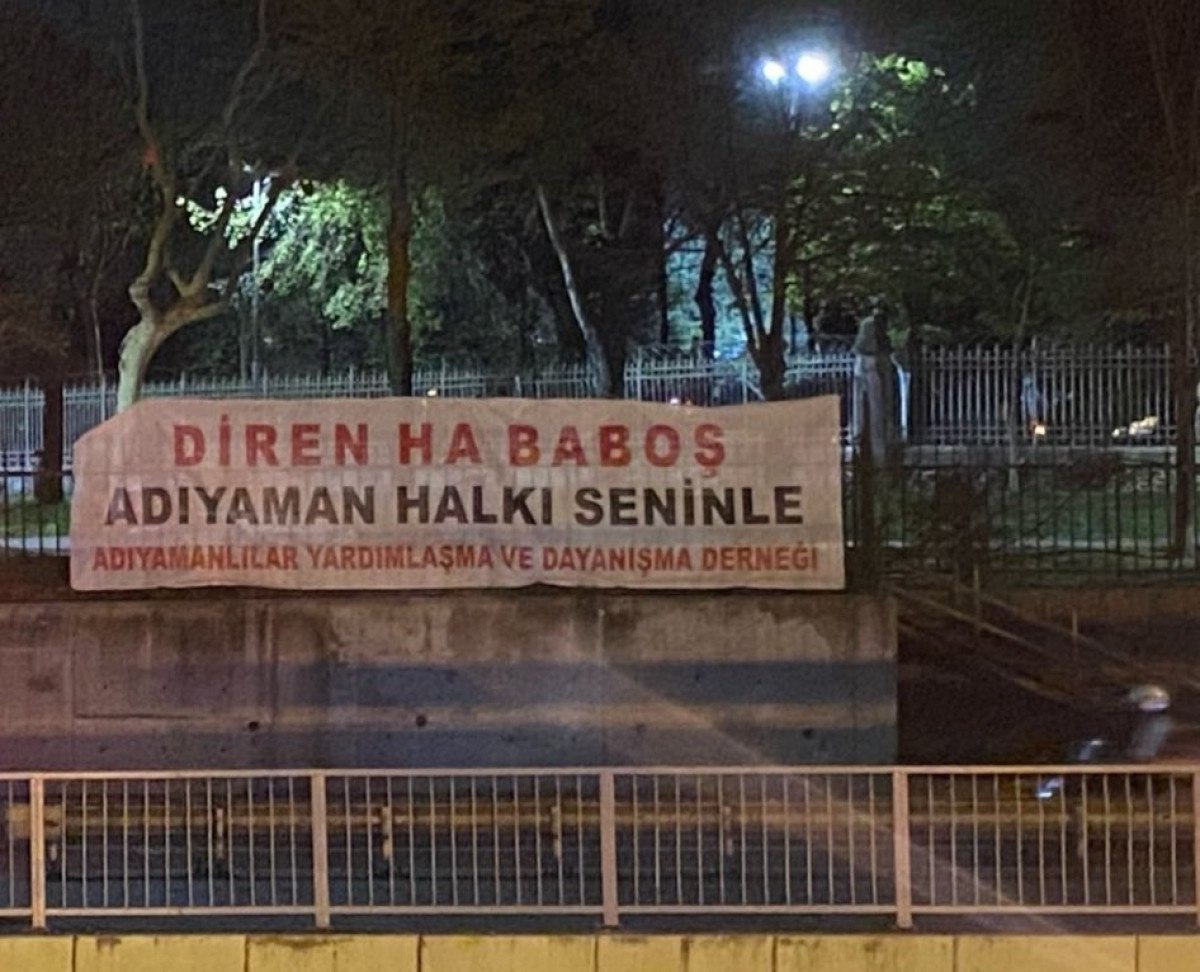 DİREN HA BABOŞ
ADIYAMAN HALKI SENİNLE
ADIYAMANLILAR YARDIMLAŞMA VE DAYANIŞMA DERNEĞİ